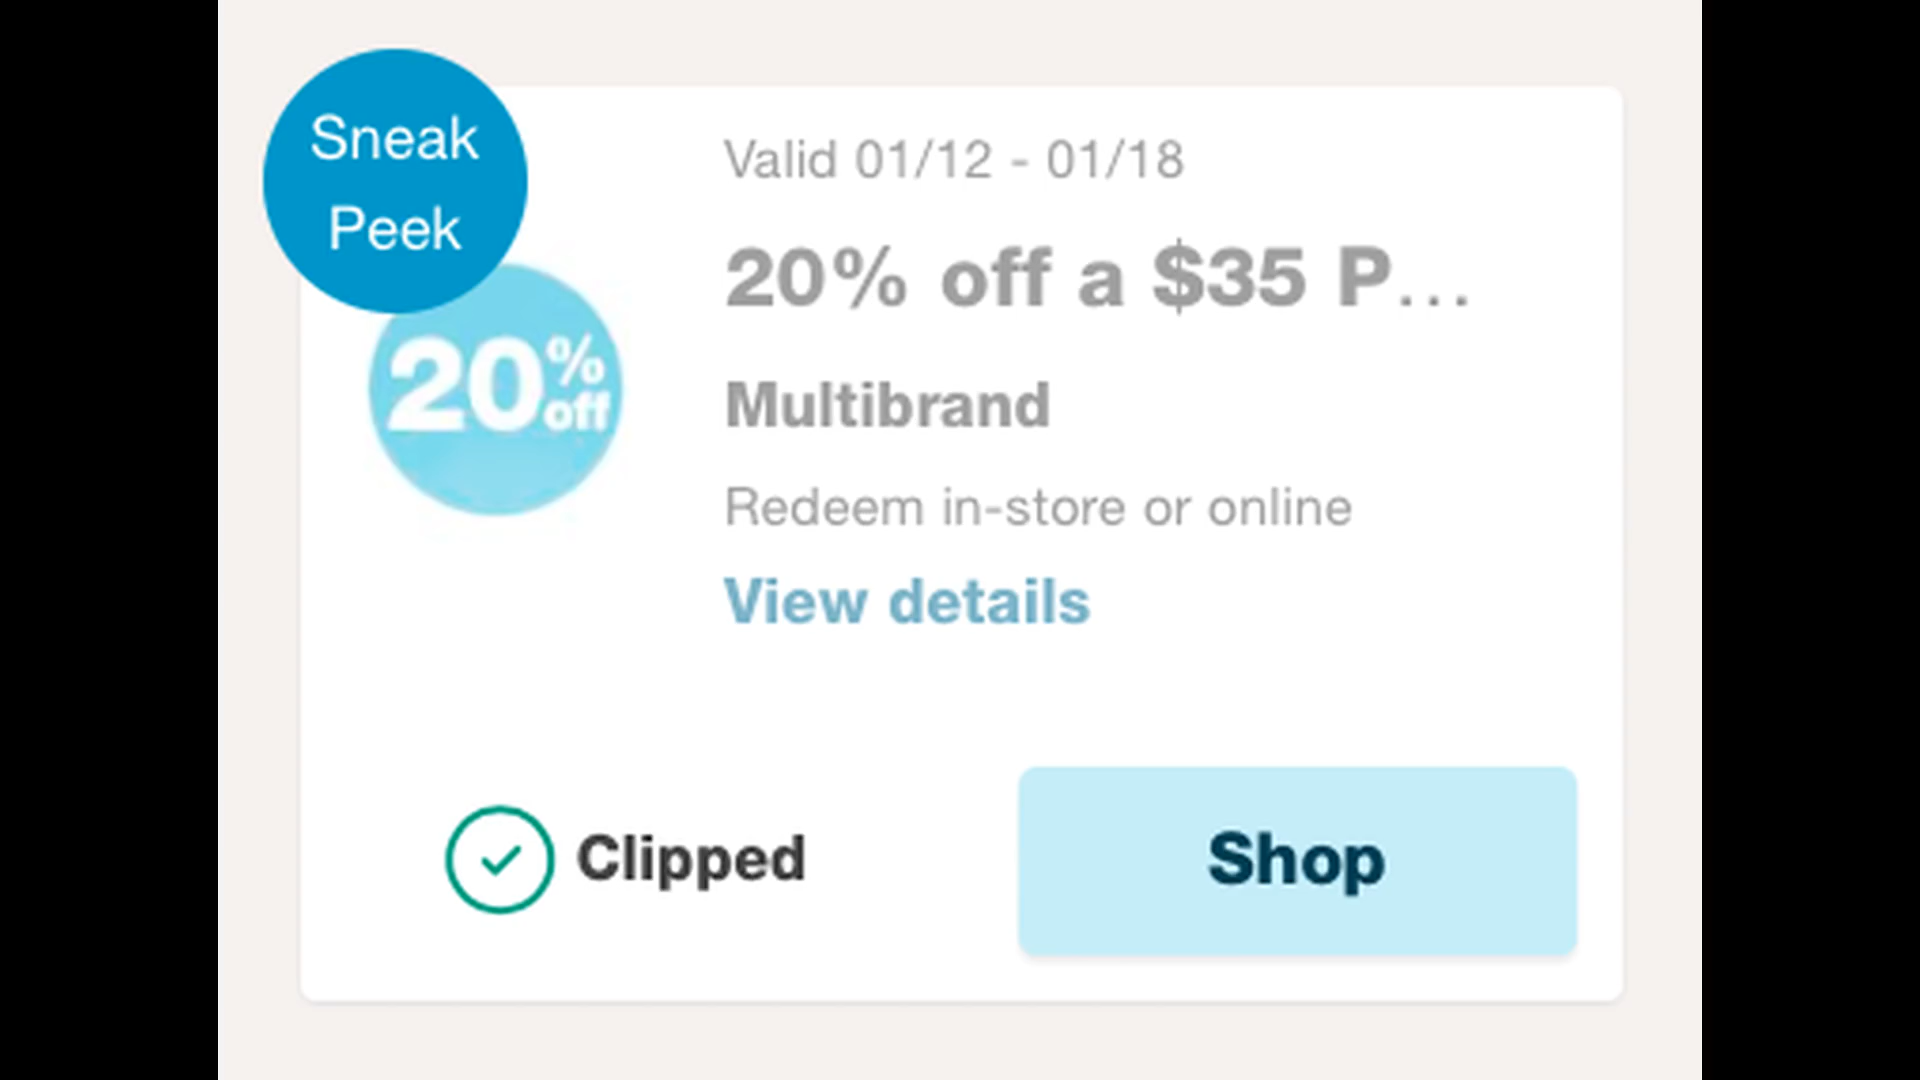 Sneak
Peek
20%
off
Valid 01/12 - 01/18
20% off a $35 P...
Multibrand
Redeem in-store or online
View details
Clipped
Shop